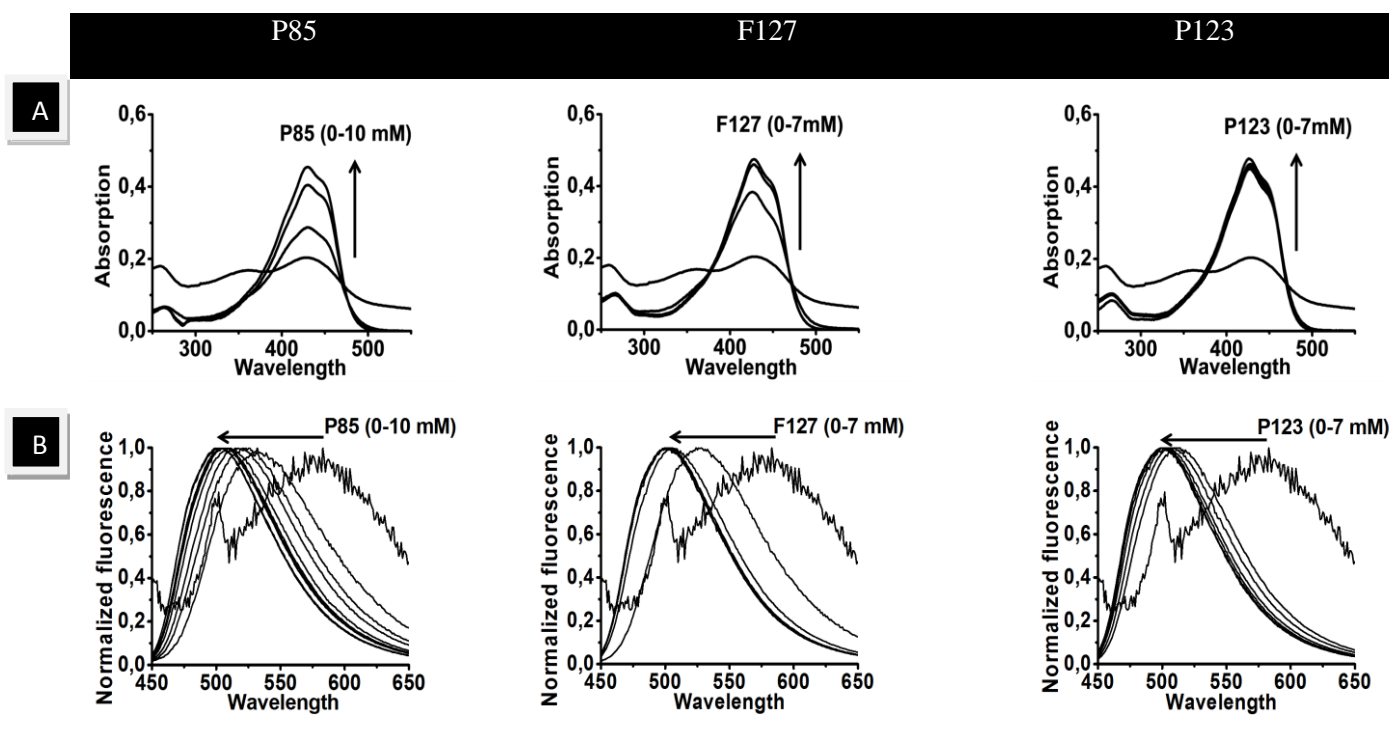 P85 F127 P123
A
0,6 0,6 0,6
P85 (0-10 mM) F127 (0-7mM) P123 (0-7mM)
0,4 0,4 0,4
Absorption Absorption Absorption
0,2 0,2 0,2
0,0 0,0 0,0
300 400 500 300 400 500 300 400 500
Wavelength Wavelength Wavelength
B
P85 (0-10 mM) F127 (0-7 mM) P123 (0-7 mM)
1,0 1,0 1,0
0,8 0,8 0,8
Normalized fluorescence Normalized fluorescence Normalized fluorescence
0,6 0,6 0,6
0,4 0,4 0,4
0,2 0,2 0,2
0,0 0,0 0,0
450 500 550 600 650 450 500 550 600 650 450 500 550 600 650
Wavelength Wavelength Wavelength